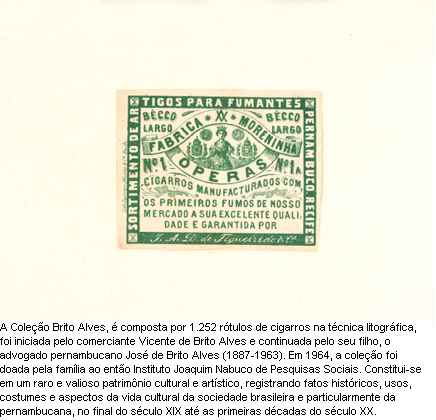 TIGOS PARA FUMANTES
SORTIMENTO DE AR
PERNAMBUCO RECIFE
BECCO LARGO
BECCO LARGO
FABRICA MORENINHA
Nº 1
Nº 1A
OPERAS
CIGARROS MANUFACTURADOS COM
OS PRIMEIROS FUMOS DE NOSSO
MERCADO A SUA EXCELENTE QUALI
DADE E GARANTIDA POR
J. A. D. de Figueiredo & Cª
A Coleção Brito Alves, é composta por 1.252 rótulos de cigarros na técnica litográfica,
foi iniciada pelo comerciante Vicente de Brito Alves e continuada pelo seu filho, o
advogado pernambucano José de Brito Alves (1887-1963). Em 1964, a coleção foi
doada pela família ao então Instituto Joaquim Nabuco de Pesquisas Sociais. Constitui-se
em um raro e valioso patrimônio cultural e artístico, registrando fatos históricos, usos,
costumes e aspectos da vida cultural da sociedade brasileira e particularmente da
pernambucana, no final do século XIX até as primeiras décadas do século XX.